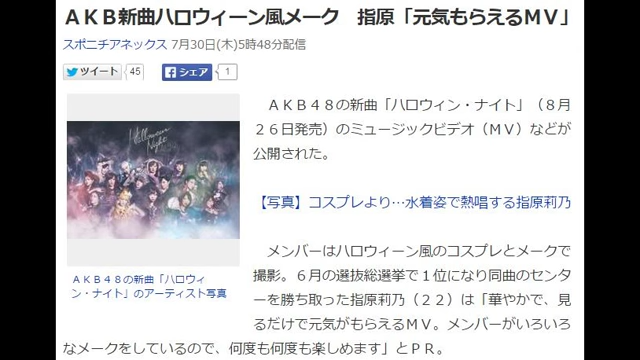 ＡＫＢ新曲ハロウィーン風メーク　指原「元気もらえるＭＶ」
スポニチアネックス 7月30日(木)5時48分配信
ツイート 45 シェア 1
Halloween Night
ＡＫＢ４８の新曲「ハロウィ
ン・ナイト」のアーティスト写真
ＡＫＢ４８の新曲「ハロウィン・ナイト」（８月
２６日発売）のミュージックビデオ（ＭＶ）などが
公開された。
【写真】コスプレより…水着姿で熱唱する指原莉乃
メンバーはハロウィーン風のコスプレとメークで
撮影。６月の選抜総選挙で１位になり同曲のセンタ
ーを勝ち取った指原莉乃（２２）は「華やかで、見
るだけで元気がもらえるＭＶ。メンバーがいろいろ
なメークをしているので、何度も何度も楽しめます」とＰＲ。